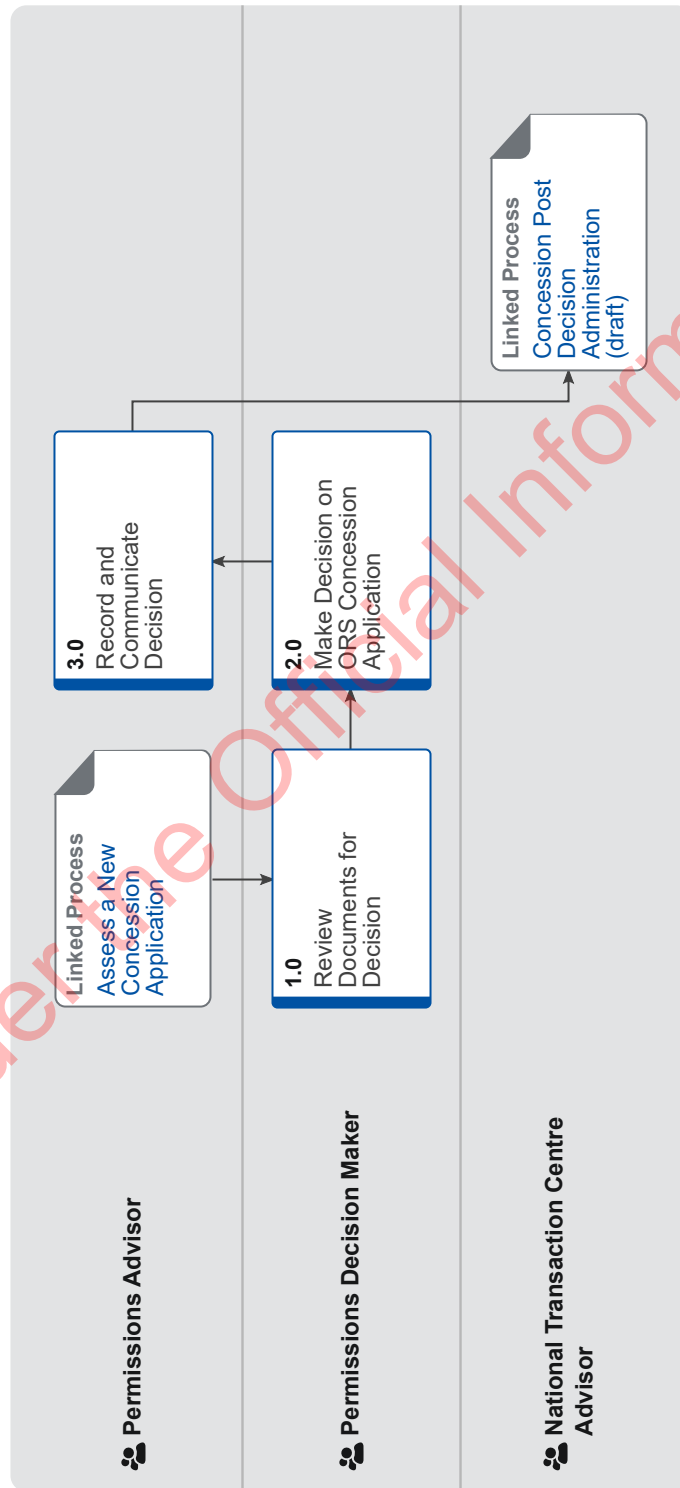 Permissions Advisor
Linked Process
Assess a New
Concession
Application
3.0
Record and
Communicate
Decision
Permissions Decision Maker
1.0
Review
Documents for
Decision
2.0
Make Decision on
ORS Concession
Application
National Transaction Centre
Advisor
Linked Process
Concession Post
Decision
Administration
(draft)
the Official